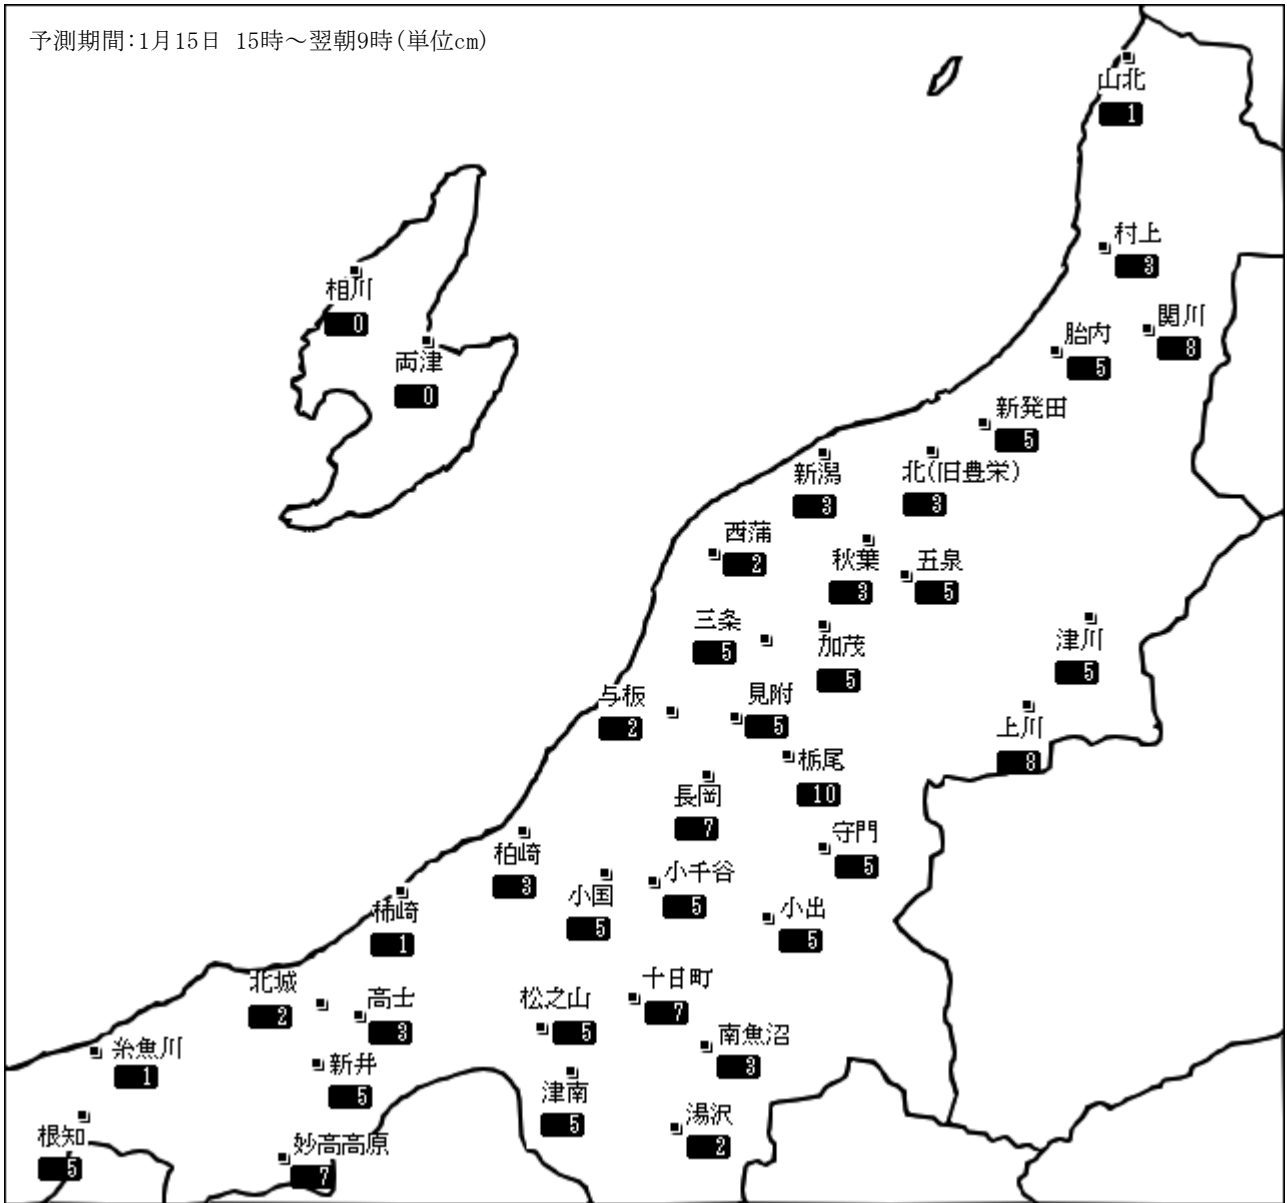 予測期間:1月15日 15時～翌朝9時(単位cm)
山北
1
村上
3
相川
0
関川
8
胎内
5
両津
0
新発田
5
新潟
3
北(旧豊栄)
3
西蒲
2
秋葉
3
五泉
5
三条
5
加茂
5
津川
5
与板
2
見附
5
上川
8
栃尾
10
長岡
7
守門
5
柏崎
3
小国
5
小千谷
5
小出
5
柿崎
1
北城
2
高士
3
松之山
5
十日町
7
南魚沼
3
糸魚川
1
新井
5
津南
5
湯沢
2
根知
5
妙高高原
7